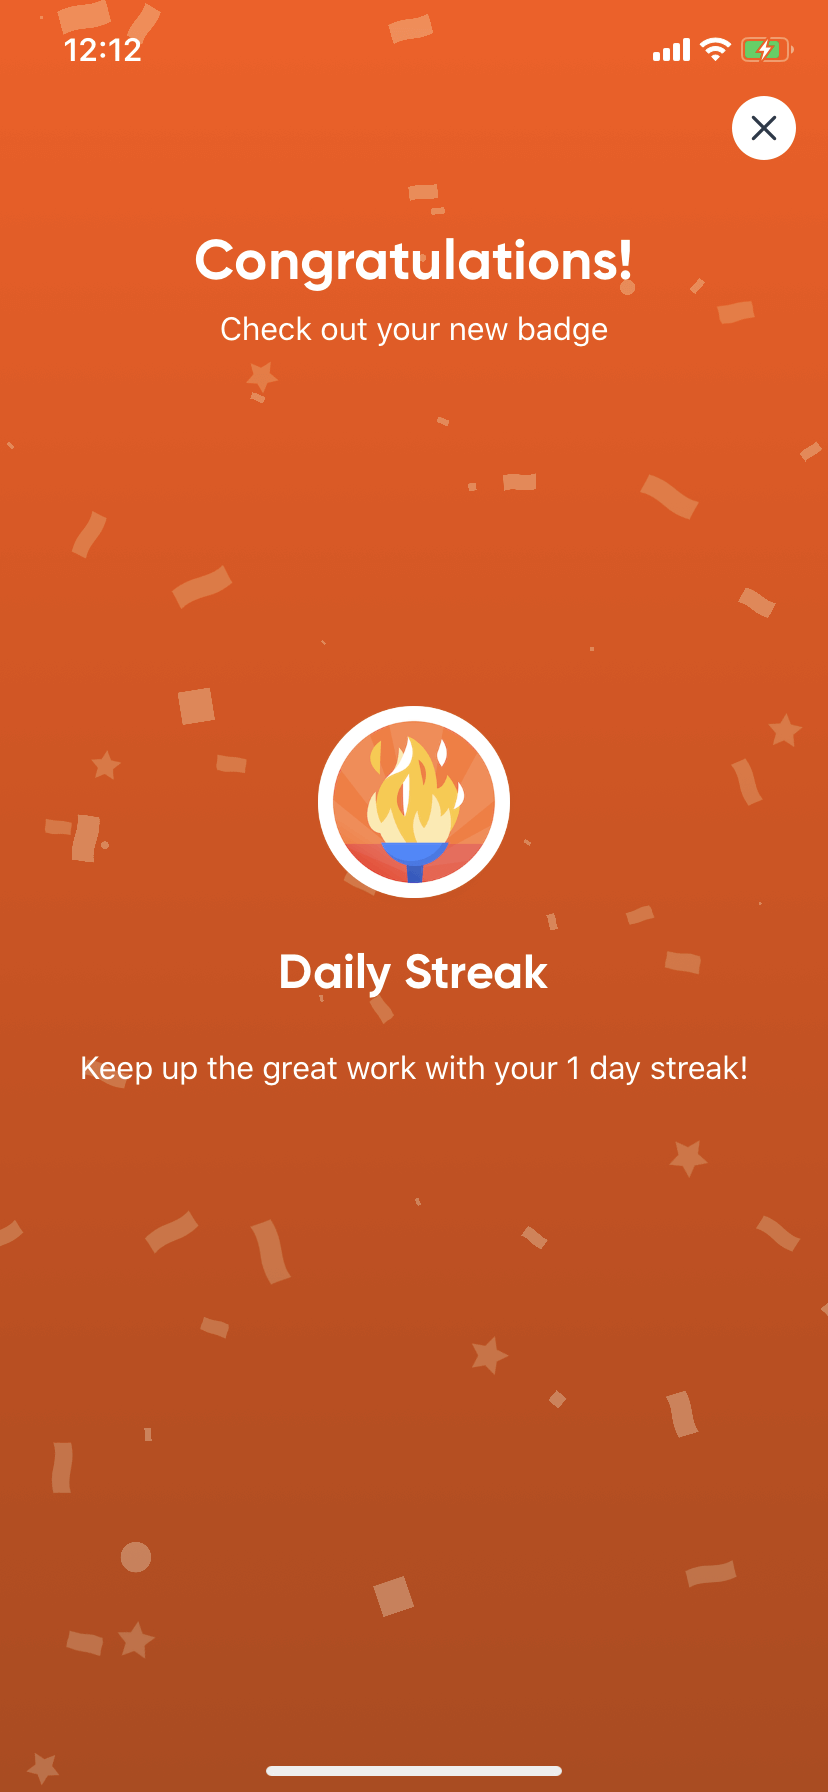 12:12
Congratulations!
Check out your new badge
Daily Streak
Keep up the great work with your 1 day streak!